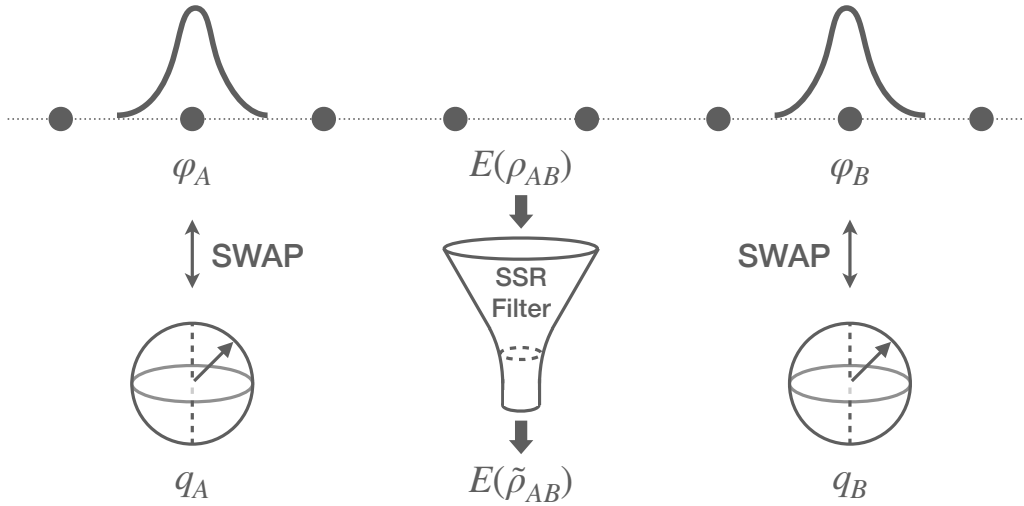 φ_A E(ρ_AB) φ_B
SWAP SSR SWAP
Filter
q_A E(ρ̃_AB) q_B